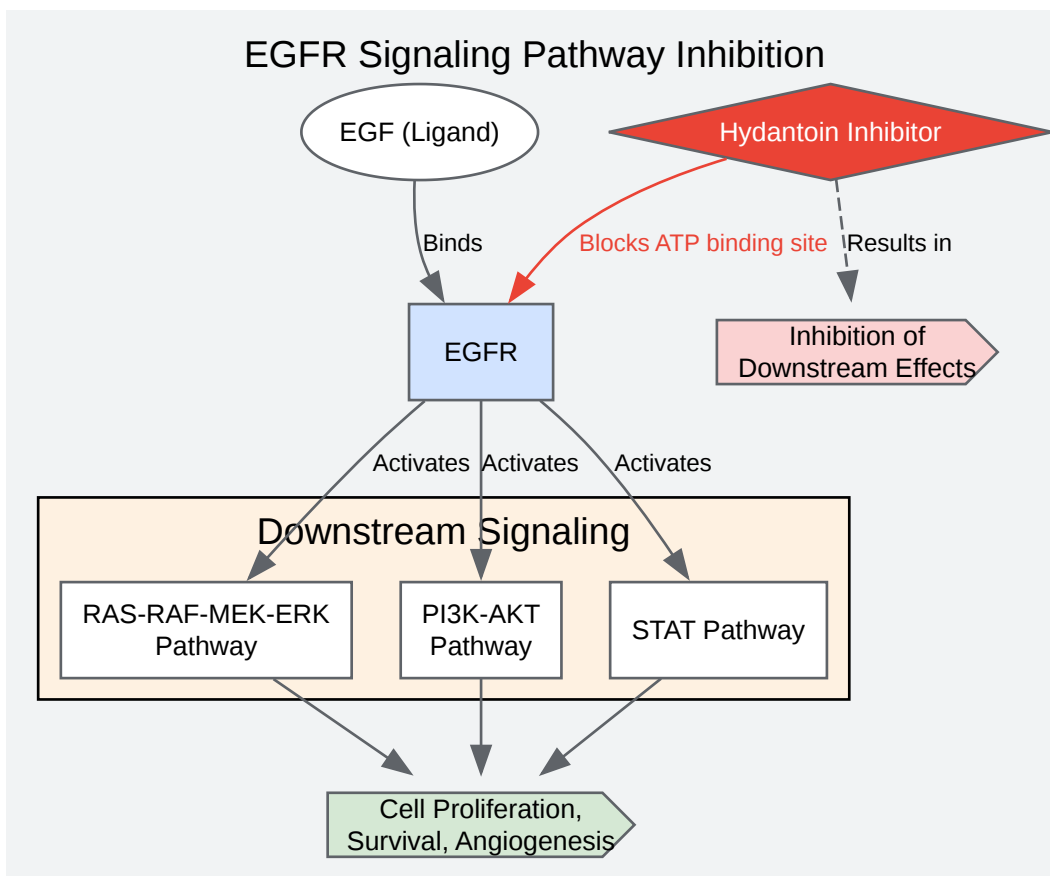 EGFR Signaling Pathway Inhibition
EGF (Ligand)
Hydantoin Inhibitor
Binds
Blocks ATP binding site
Results in
EGFR
Inhibition of
Downstream Effects
Activates
Activates
Activates
Downstream Signaling
RAS-RAF-MEK-ERK
Pathway
PI3K-AKT
Pathway
STAT Pathway
Cell Proliferation,
Survival, Angiogenesis